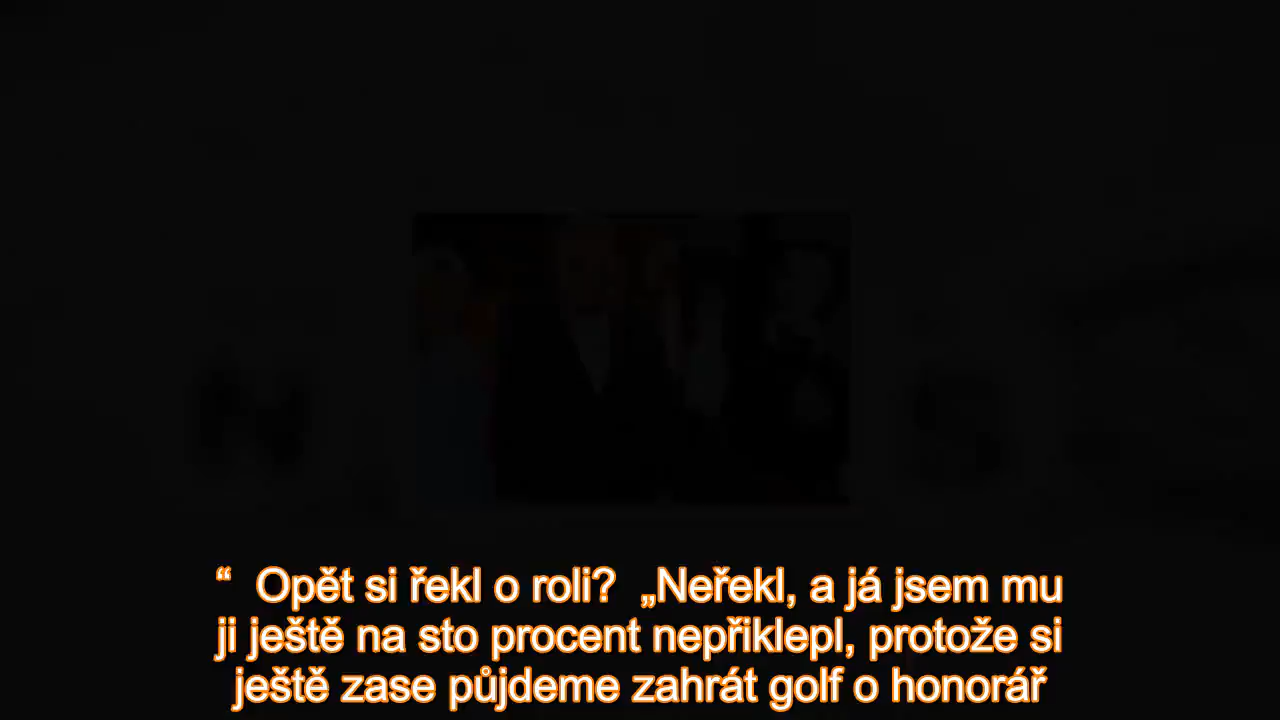 “  Opět si řekl o roli?  „Neřekl, a já jsem mu
ji ještě na sto procent nepřiklepl, protože si
ještě zase půjdeme zahrát golf o honorář